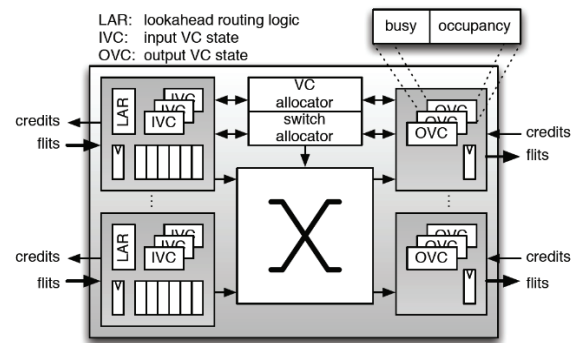 LAR: lookahead routing logic
IVC: input VC state
OVC: output VC state
busy occupancy
LAR
IVC
IVC
IVC
VC
allocator
switch
allocator
OVC
OVC
OVC
credits
flits
credits
flits
LAR
IVC
IVC
IVC
OVC
OVC
OVC
credits
flits
credits
flits